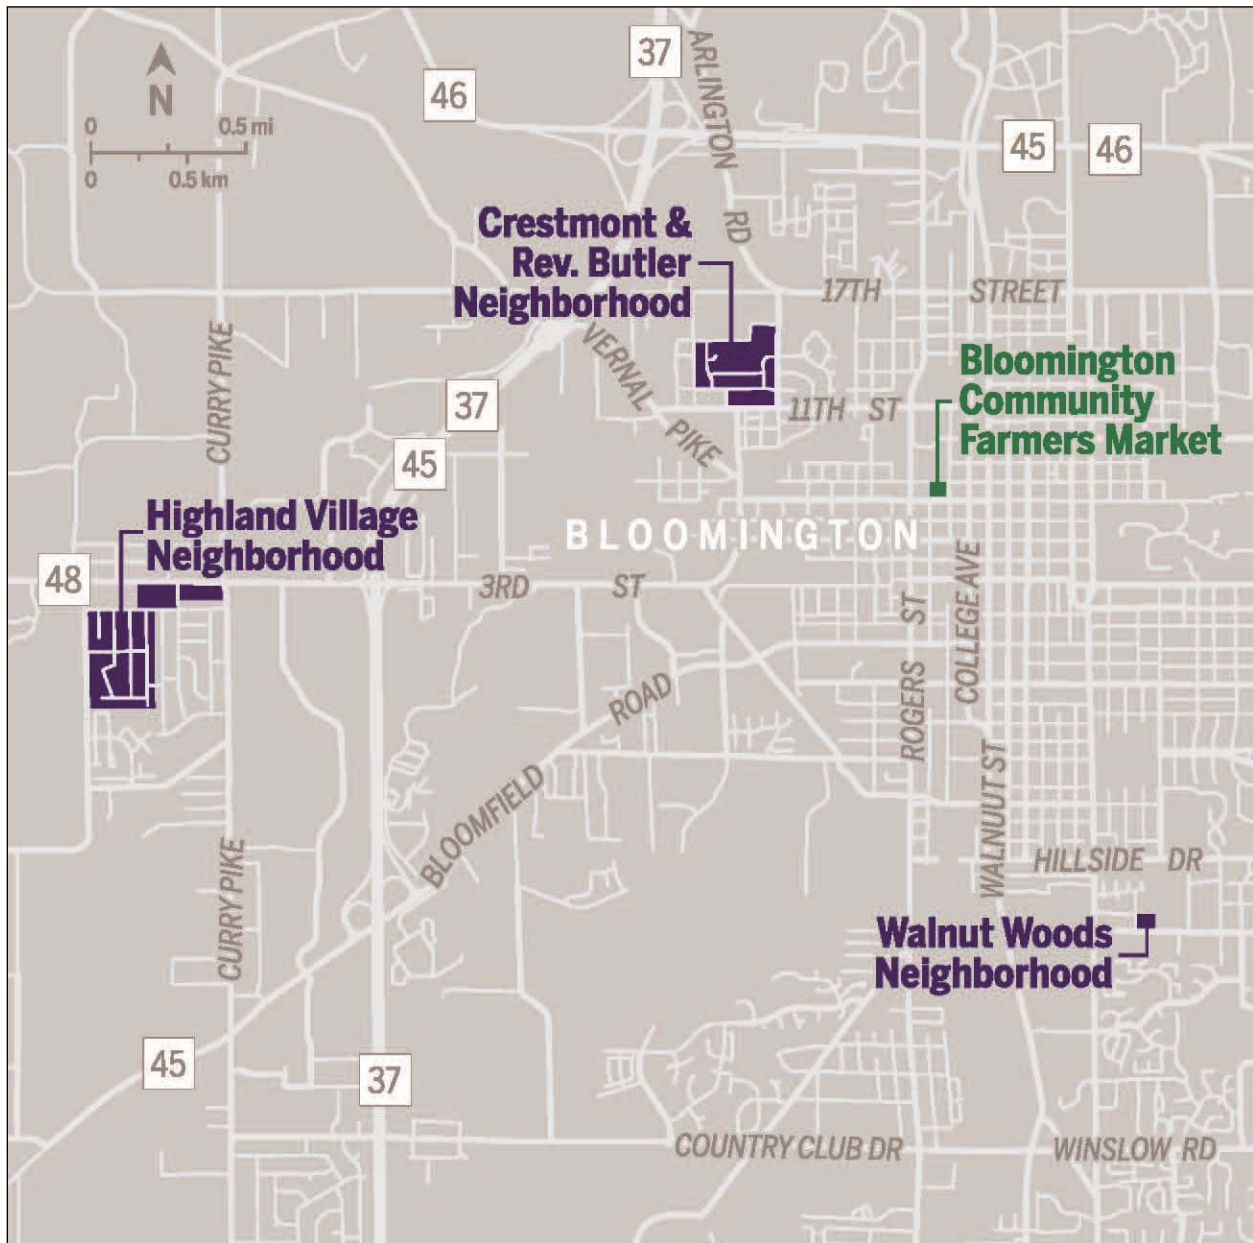 37
46
ARLINGTON RD
N
0 0.5 mi
0 0.5 km
45
46
Crestmont &
Rev. Butler
Neighborhood
17TH STREET
CURRY PIKE
VERNAL PIKE
Bloomington
Community
Farmers Market
37
11TH ST
45
Highland Village
Neighborhood
BLOOMINGTON
48
3RD ST
ROGERS ST
COLLEGE AVE
BLOOMFIELD ROAD
WALNUUT ST
CURRY PIKE
HILLSIDE DR
Walnut Woods
Neighborhood
45
37
COUNTRY CLUB DR
WINSLOW RD